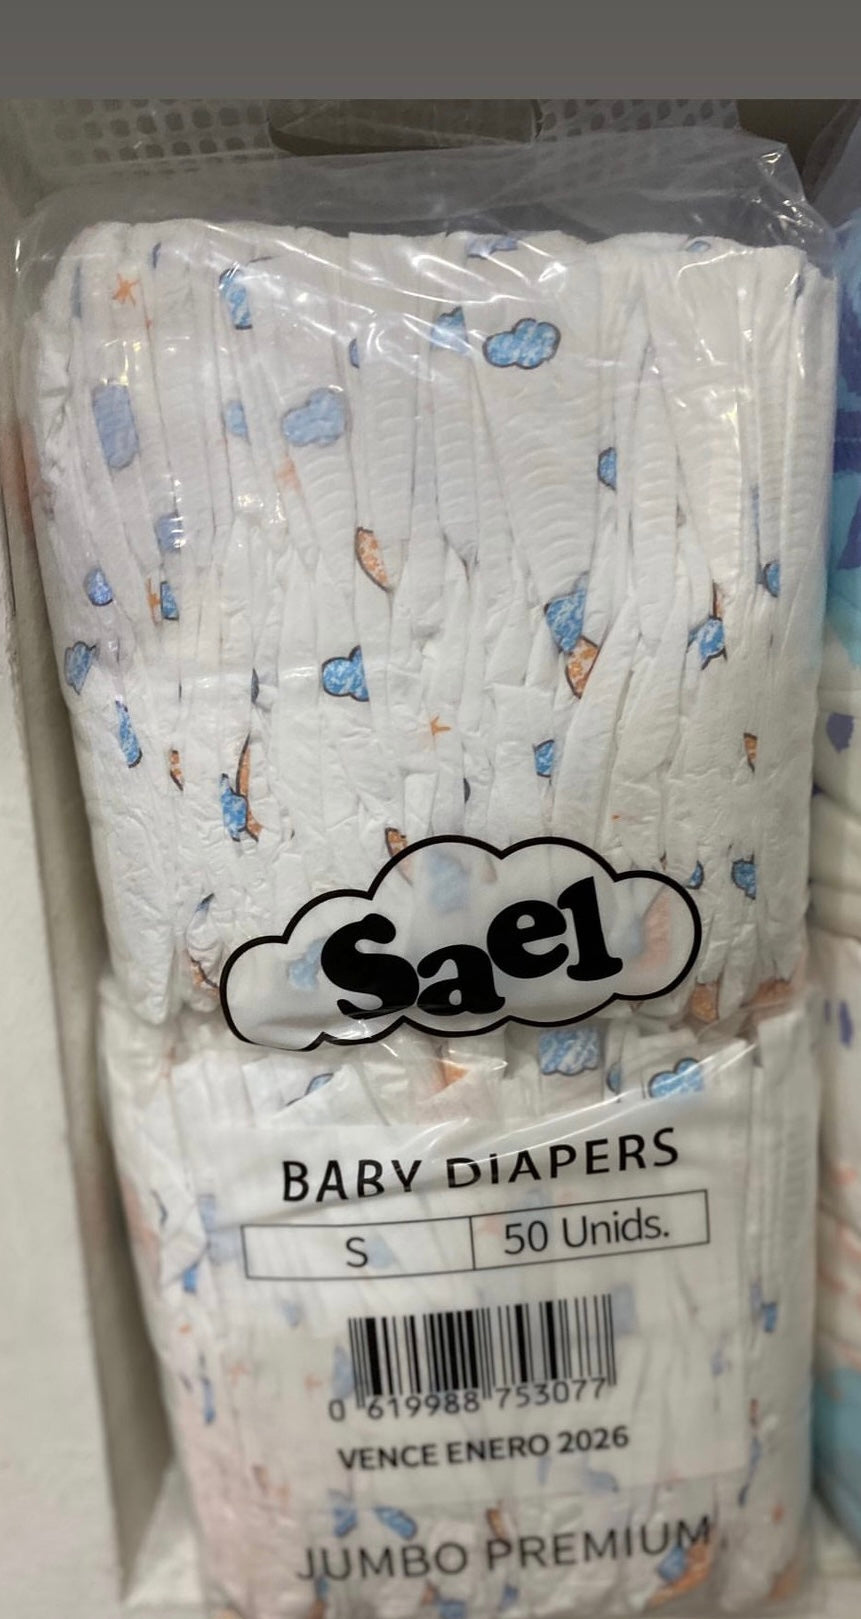 Sael
BABY DIAPERS
S 50 Unids.
0 619988 753077
VENCE ENERO 2026
JUMBO PREMIUM